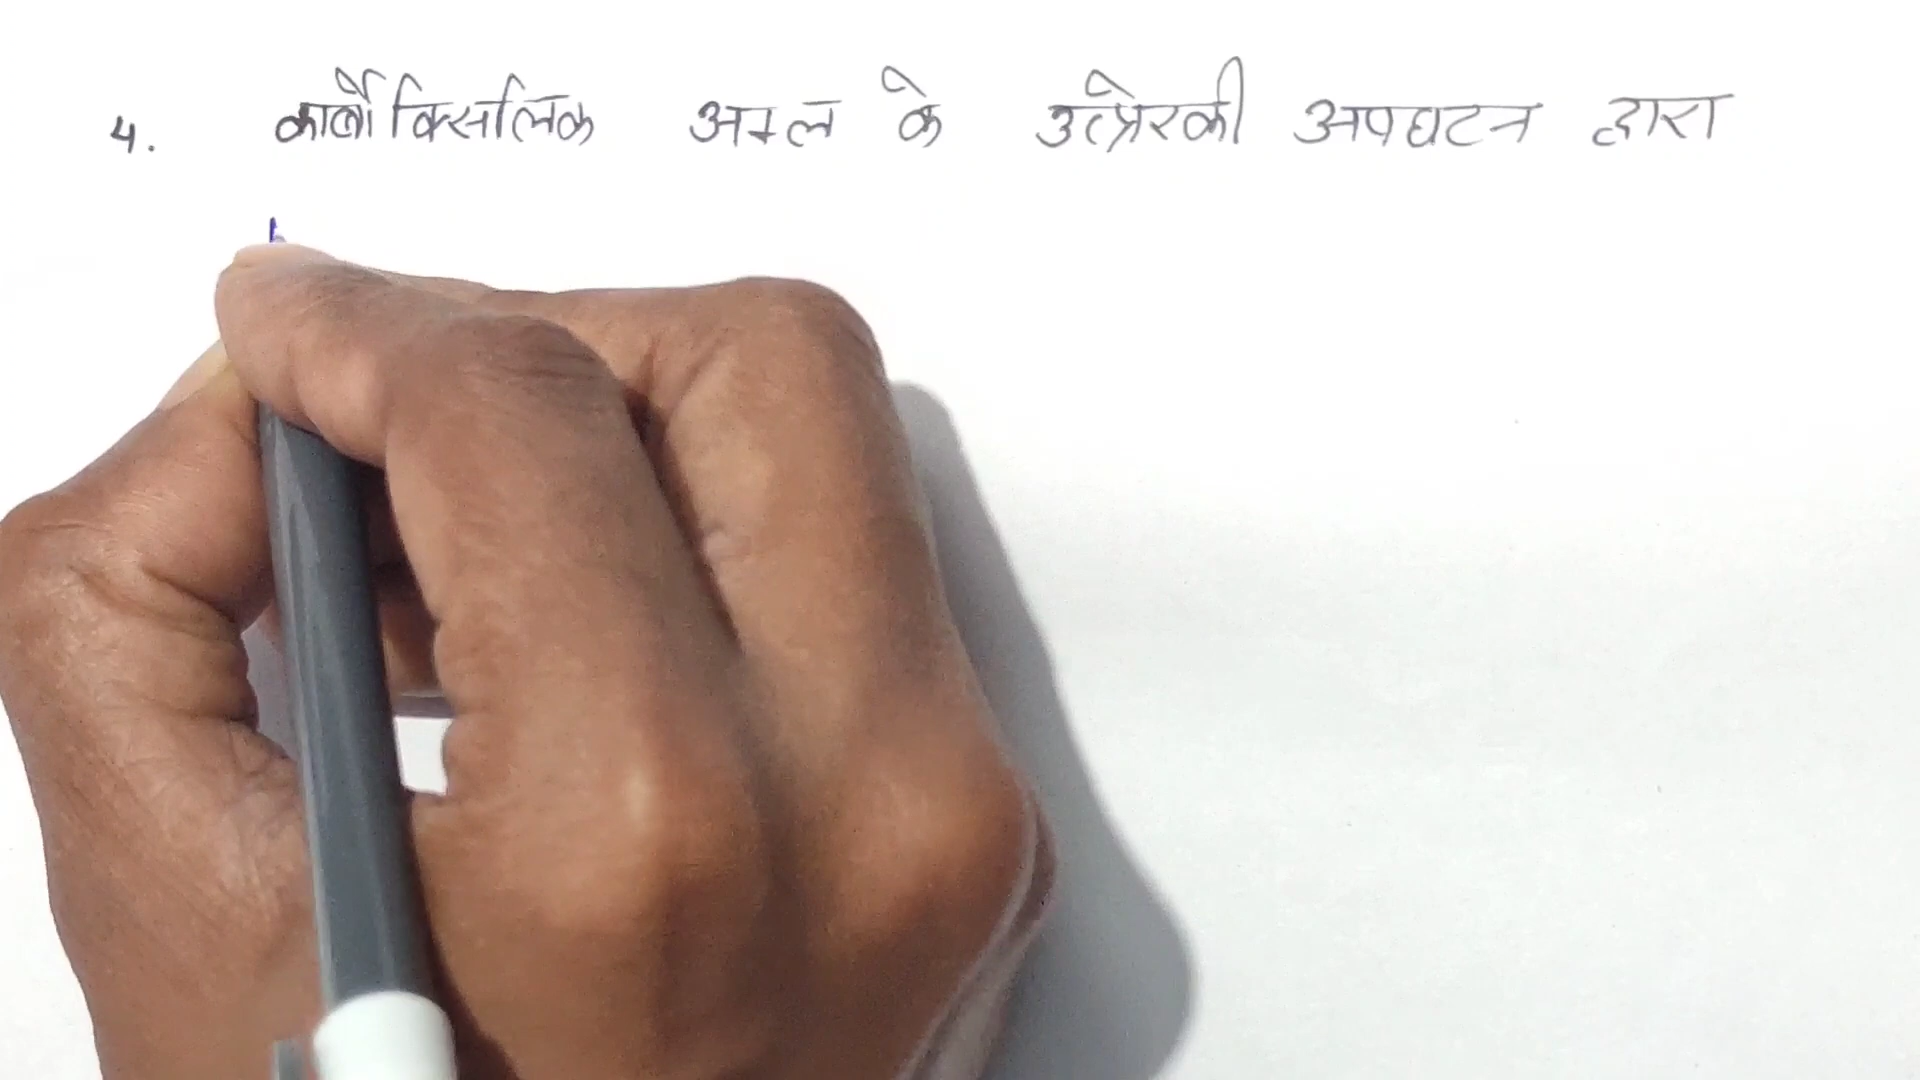 4. कार्बोक्सिलिक अम्ल के उत्प्रेरकी अपघटन द्वारा